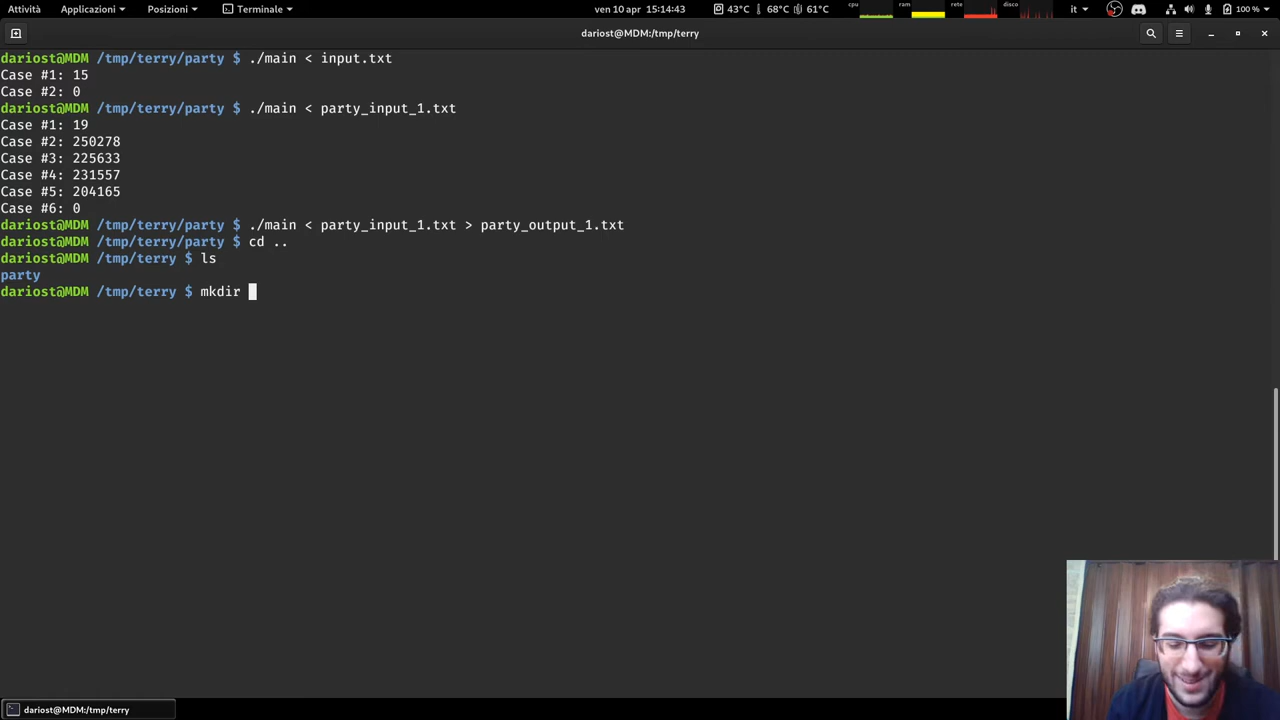 Attività Applicazioni Posizioni Terminale ven 10 apr 15:14:43 43°C 68°C 61°C cpu ram rete disco it 100 %
dariost@MDM:/tmp/terry
dariost@MDM /tmp/terry/party $ ./main < input.txt
Case #1: 15
Case #2: 0
dariost@MDM /tmp/terry/party $ ./main < party_input_1.txt
Case #1: 19
Case #2: 250278
Case #3: 225633
Case #4: 231557
Case #5: 204165
Case #6: 0
dariost@MDM /tmp/terry/party $ ./main < party_input_1.txt > party_output_1.txt
dariost@MDM /tmp/terry/party $ cd ..
dariost@MDM /tmp/terry $ ls
party
dariost@MDM /tmp/terry $ mkdir
dariost@MDM:/tmp/terry